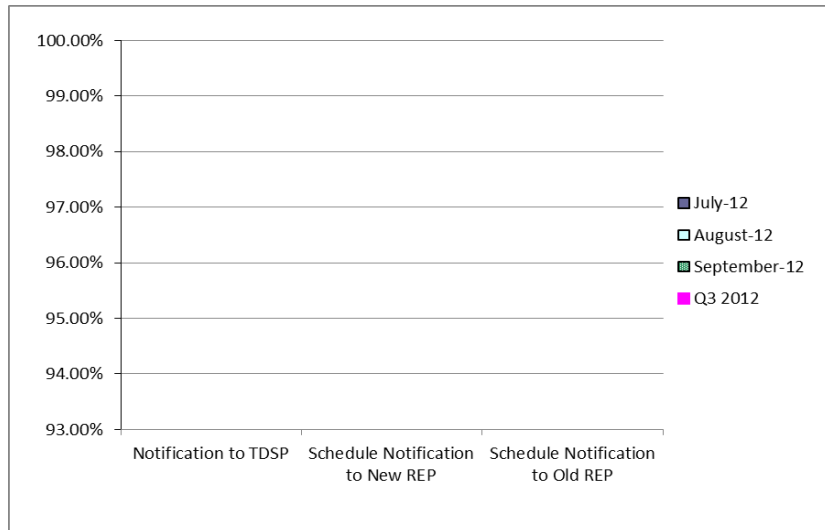 100.00%
99.00%
98.00%
97.00%
96.00%
95.00%
94.00%
93.00%
Notification to TDSP
Schedule Notification
to New REP
Schedule Notification
to Old REP
July-12
August-12
September-12
Q3 2012